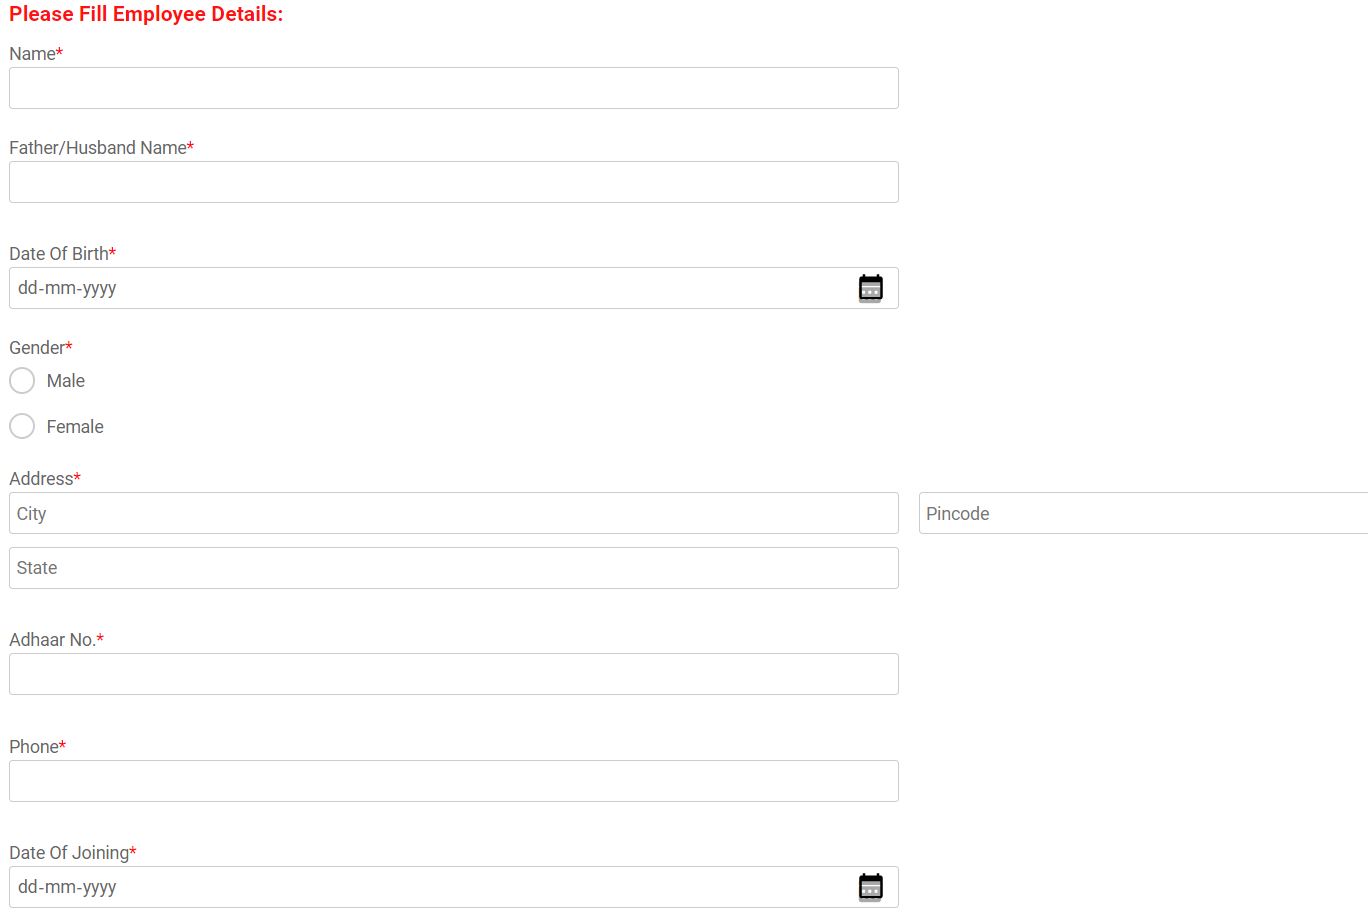 Please Fill Employee Details:
Name*
Father/Husband Name*
Date Of Birth*
dd-mm-yyyy
Gender*
Male
Female
Address*
City
Pincode
State
Adhaar No.*
Phone*
Date Of Joining*
dd-mm-yyyy